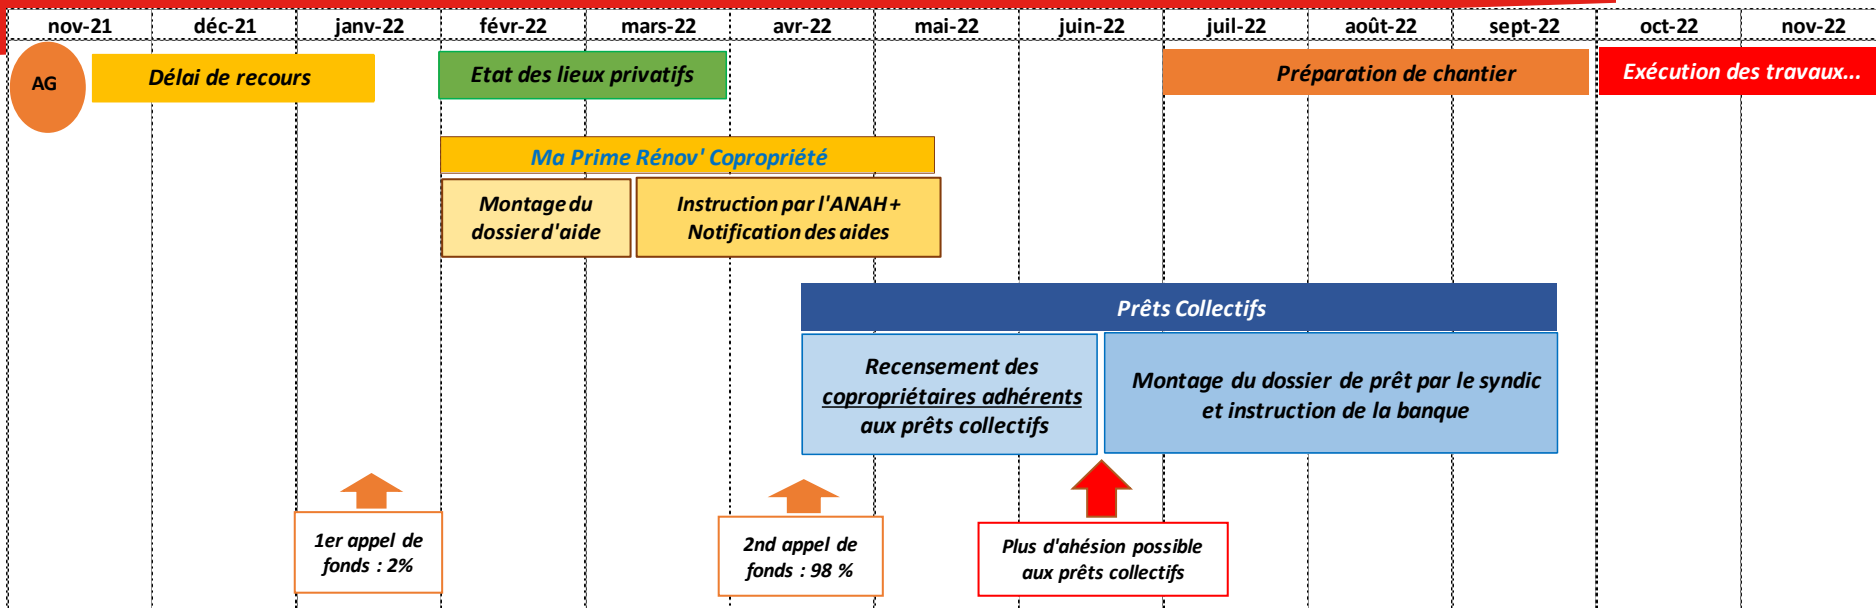 nov-21 déc-21 janv-22 févr-22 mars-22 avr-22 mai-22 juin-22 juil-22 août-22 sept-22 oct-22 nov-22
AG
Délai de recours
Etat des lieux privatifs
Préparation de chantier
Exécution des travaux...
Ma Prime Rénov' Copropriété
Montage du
dossier d'aide
Instruction par l'ANAH +
Notification des aides
Prêts Collectifs
Recensement des
copropriétaires adhérents
aux prêts collectifs
Montage du dossier de prêt par le syndic
et instruction de la banque
1er appel de
fonds : 2%
2nd appel de
fonds : 98 %
Plus d'ahésion possible
aux prêts collectifs